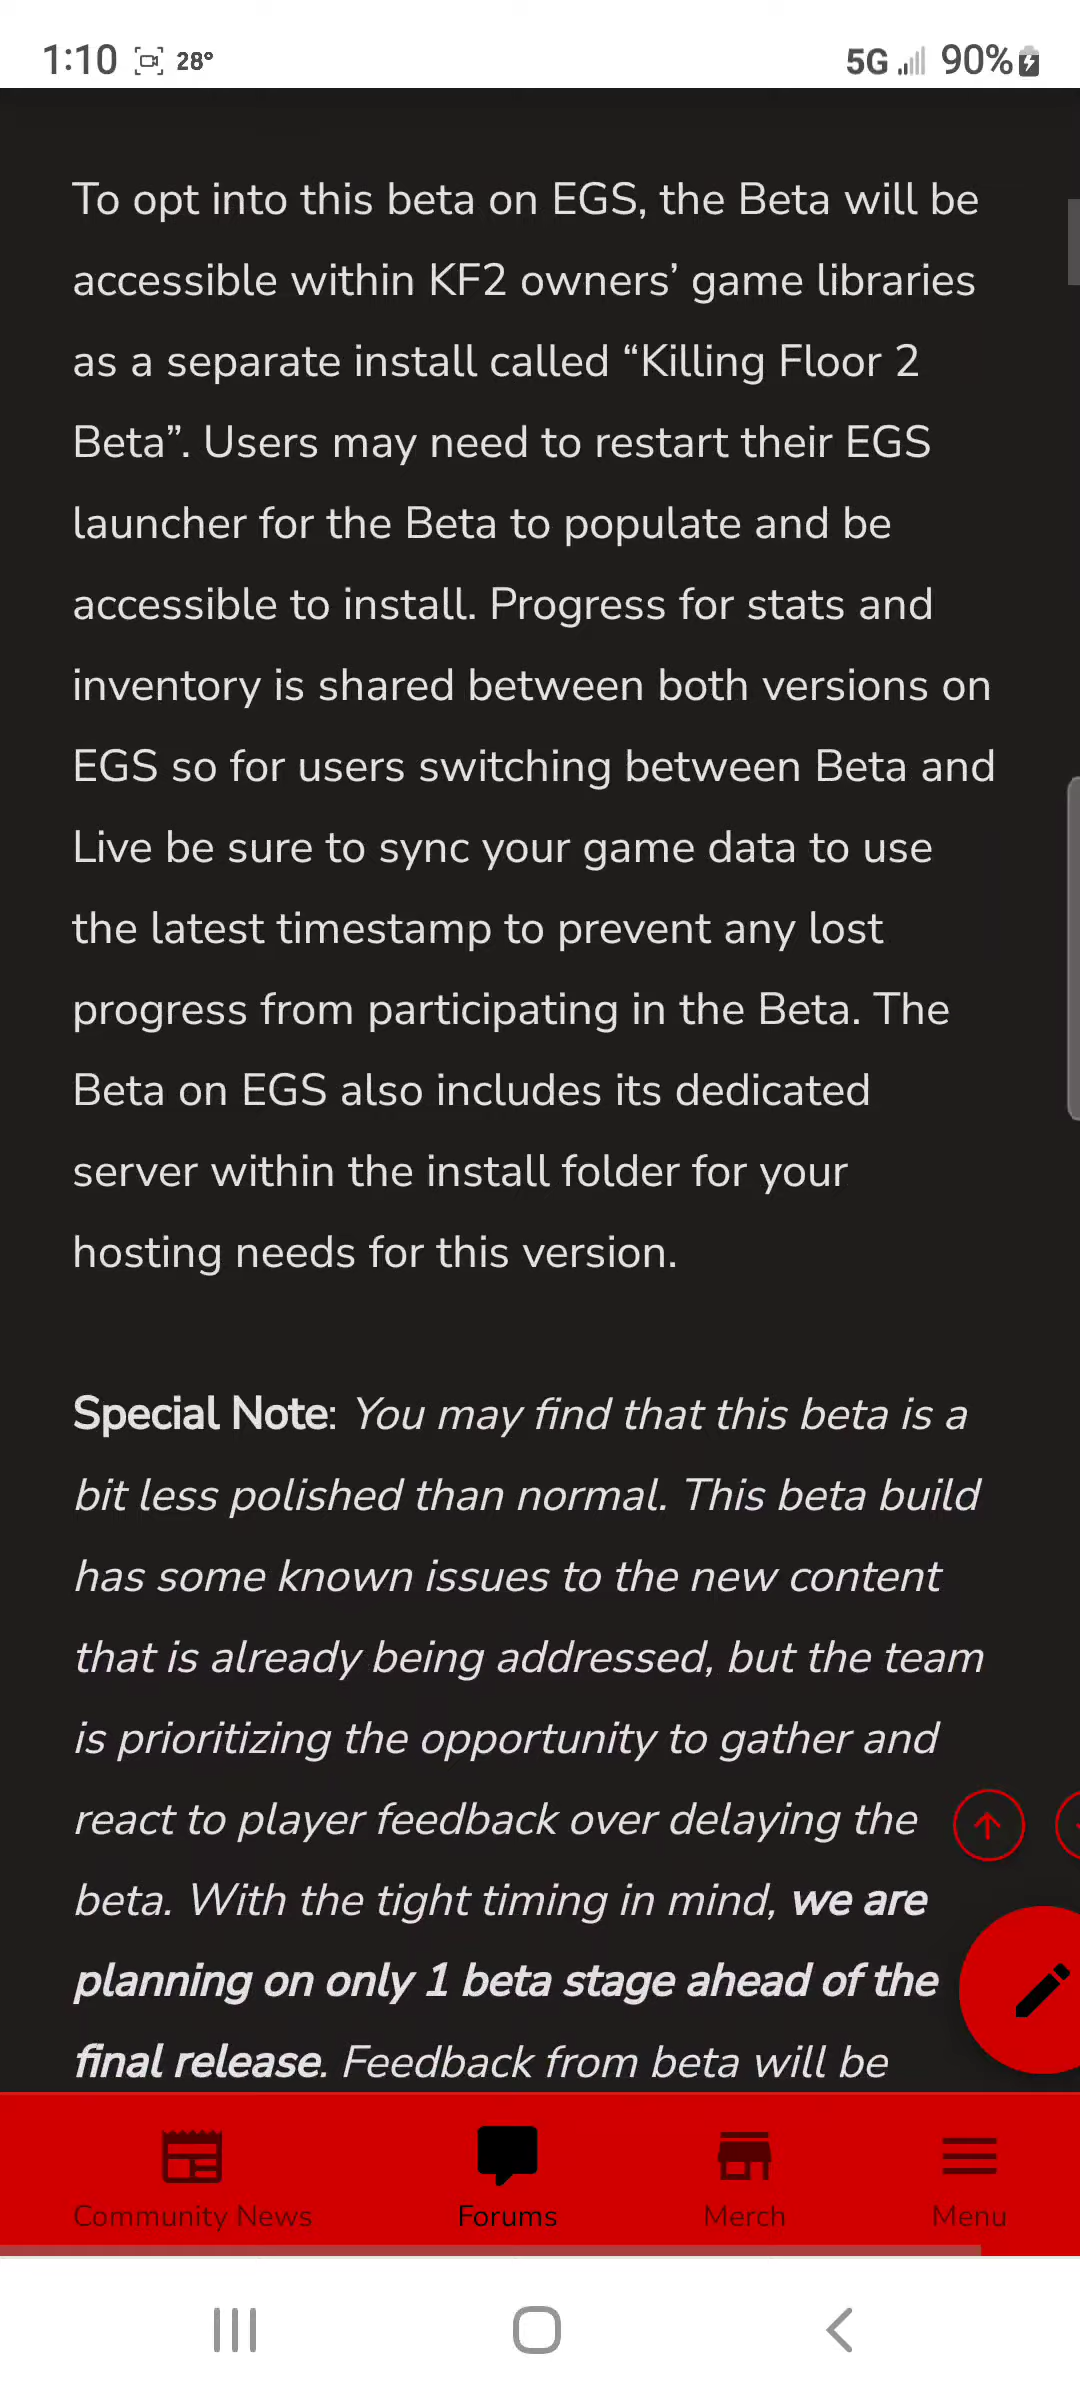 1:10 28° 5G 90%
To opt into this beta on EGS, the Beta will be
accessible within KF2 owners’ game libraries
as a separate install called “Killing Floor 2
Beta”. Users may need to restart their EGS
launcher for the Beta to populate and be
accessible to install. Progress for stats and
inventory is shared between both versions on
EGS so for users switching between Beta and
Live be sure to sync your game data to use
the latest timestamp to prevent any lost
progress from participating in the Beta. The
Beta on EGS also includes its dedicated
server within the install folder for your
hosting needs for this version.
Special Note: You may find that this beta is a
bit less polished than normal. This beta build
has some known issues to the new content
that is already being addressed, but the team
is prioritizing the opportunity to gather and
react to player feedback over delaying the
beta. With the tight timing in mind, we are
planning on only 1 beta stage ahead of the
final release. Feedback from beta will be
Community News Forums Merch Menu